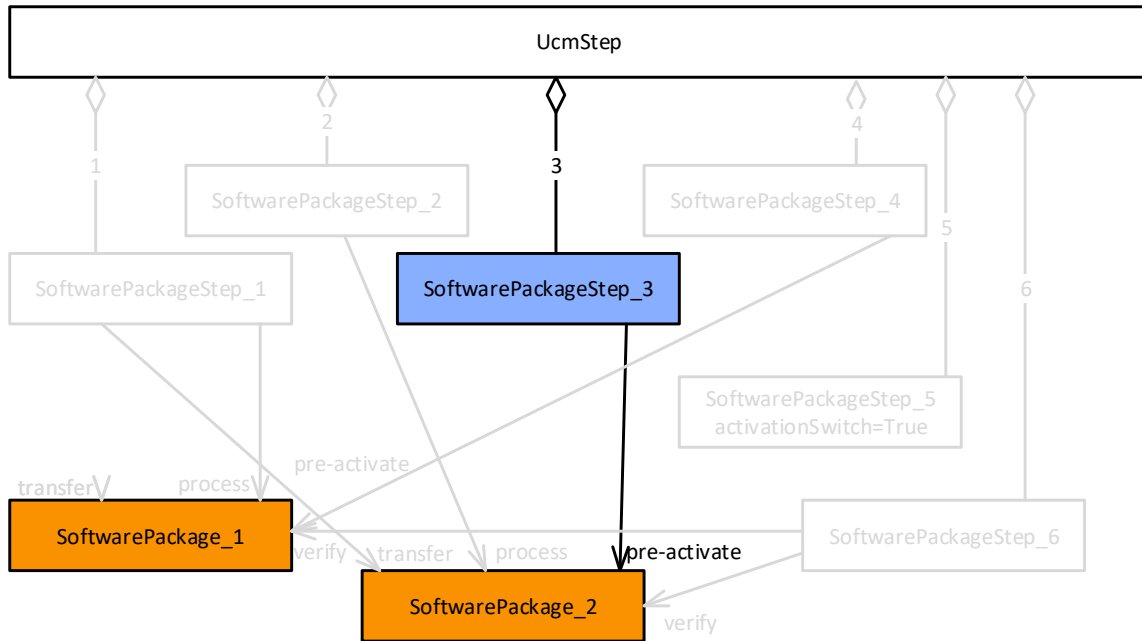 UcmStep
1
2
3
4
5
6
SoftwarePackageStep_2
SoftwarePackageStep_4
SoftwarePackageStep_1
SoftwarePackageStep_3
SoftwarePackageStep_5
activationSwitch=True
pre-activate
transfer
process
SoftwarePackage_1
SoftwarePackageStep_6
verify
transfer
process
pre-activate
SoftwarePackage_2
verify